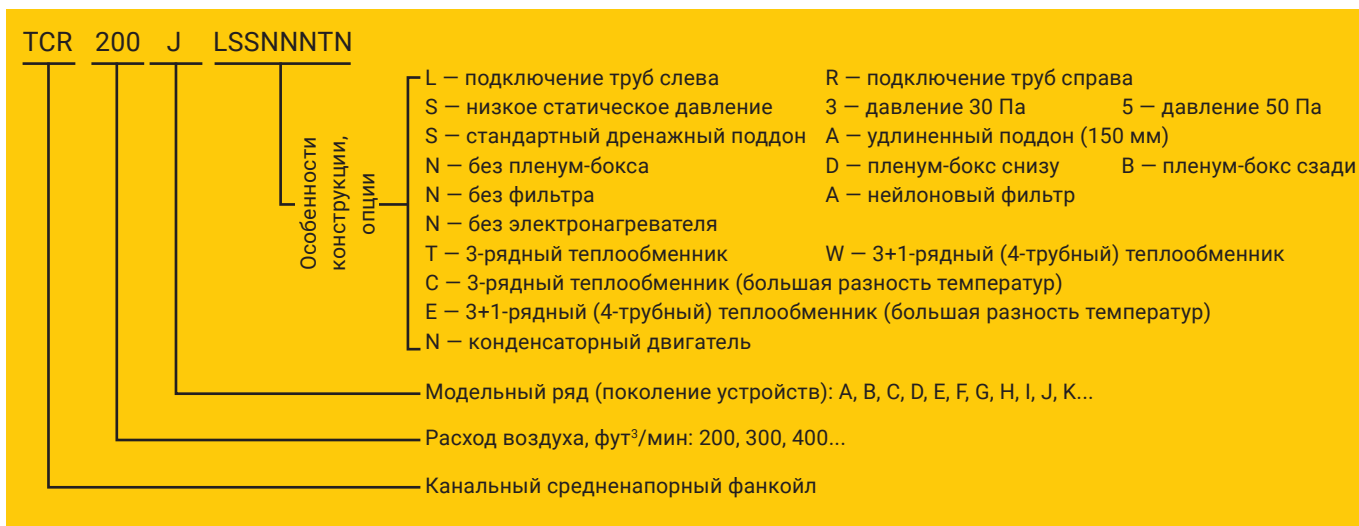 TCR 200 J LSSNNNTN
L — подключение труб слева R — подключение труб справа
S — низкое статическое давление 3 — давление 30 Па 5 — давление 50 Па
S — стандартный дренажный поддон A — удлиненный поддон (150 мм)
N — без пленум-бокса D — пленум-бокс снизу B — пленум-бокс сзади
N — без фильтра A — нейлоновый фильтр
N — без электронагревателя
T — 3-рядный теплообменник W — 3+1-рядный (4-трубный) теплообменник
C — 3-рядный теплообменник (большая разность температур)
E — 3+1-рядный (4-трубный) теплообменник (большая разность температур)
N — конденсаторный двигатель
Особенности
конструкции,
опции
Модельный ряд (поколение устройств): A, B, C, D, E, F, G, H, I, J, K...
Расход воздуха, фут³/мин: 200, 300, 400...
Канальный средненапорный фанкойл